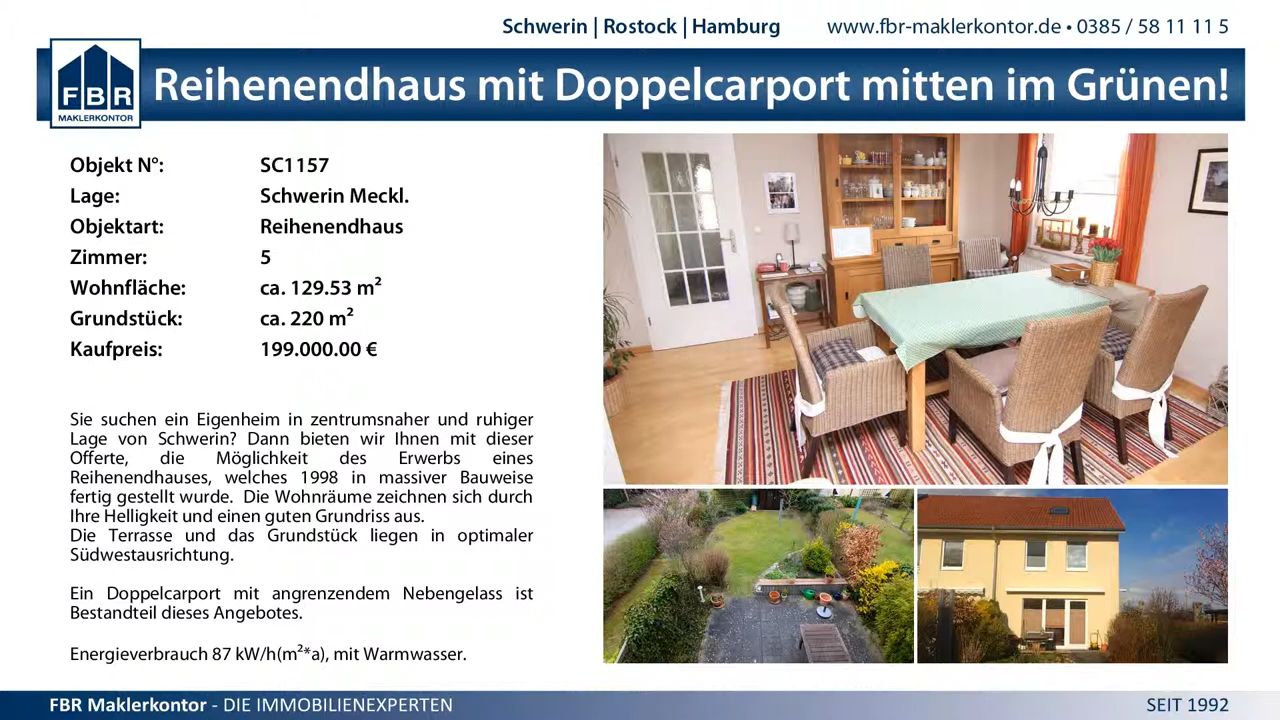 Schwerin | Rostock | Hamburg www.fbr-maklerkontor.de • 0385 / 58 11 11 5
FBR
MAKLERKONTOR
Reihenendhaus mit Doppelcarport mitten im Grünen!
Objekt N°: SC1157
Lage: Schwerin Meckl.
Objektart: Reihenendhaus
Zimmer: 5
Wohnfläche: ca. 129.53 m²
Grundstück: ca. 220 m²
Kaufpreis: 199.000.00 €
Sie suchen ein Eigenheim in zentrumsnaher und ruhiger
Lage von Schwerin? Dann bieten wir Ihnen mit dieser
Offerte, die Möglichkeit des Erwerbs eines
Reihenendhauses, welches 1998 in massiver Bauweise
fertig gestellt wurde. Die Wohnräume zeichnen sich durch
Ihre Helligkeit und einen guten Grundriss aus.
Die Terrasse und das Grundstück liegen in optimaler
Südwestausrichtung.
Ein Doppelcarport mit angrenzendem Nebengelass ist
Bestandteil dieses Angebotes.
Energieverbrauch 87 kW/h(m²*a), mit Warmwasser.
FBR Maklerkontor - DIE IMMOBILIENEXPERTEN SEIT 1992